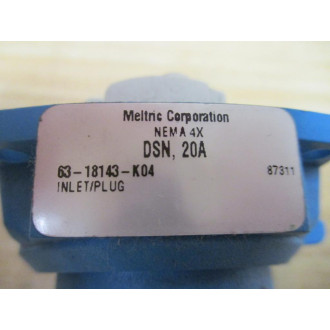 Meltric Corporation
NEMA 4X
DSN, 20A
63-18143-K04 87311
INLET/PLUG